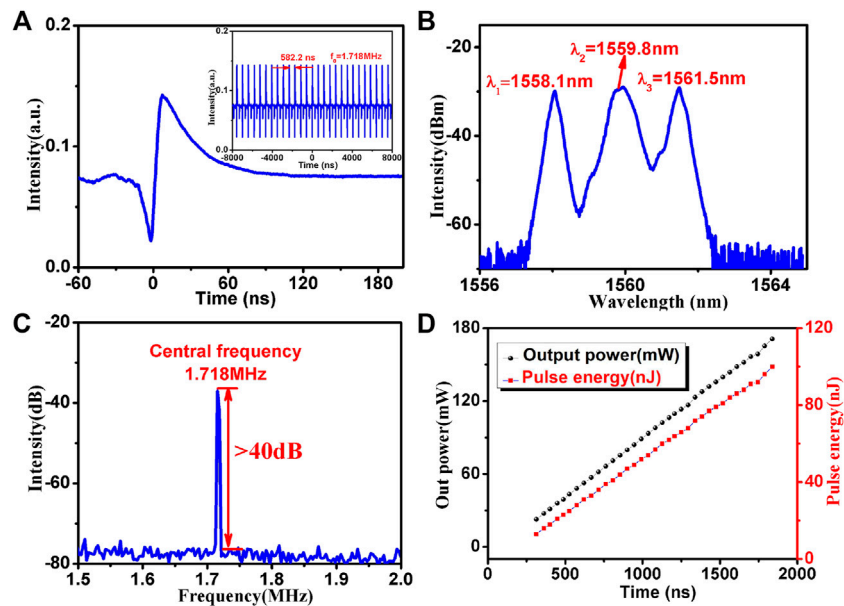 A
Intensity(a.u.)
0.2
0.1
0.0
-60 0 60 120 180
Time (ns)
Intensity(a.u.)
0.2
0.1
0.0
582.2 ns
f0=1.718MHz
-8000 -4000 0 4000 8000
Time (ns)
B
Intensity(dBm)
-20
-40
-60
λ1=1558.1nm
λ2=1559.8nm
λ3=1561.5nm
1556 1560 1564
Wavelength (nm)
C
Intensity(dB)
-20
-40
-60
-80
Central frequency
1.718MHz
>40dB
1.5 1.6 1.7 1.8 1.9 2.0
Frequency(MHz)
D
Out power(mW)
180
120
60
0
Output power(mW)
Pulse energy(nJ)
120
80
40
0
Pulse energy(nJ)
0 500 1000 1500 2000
Time (ns)